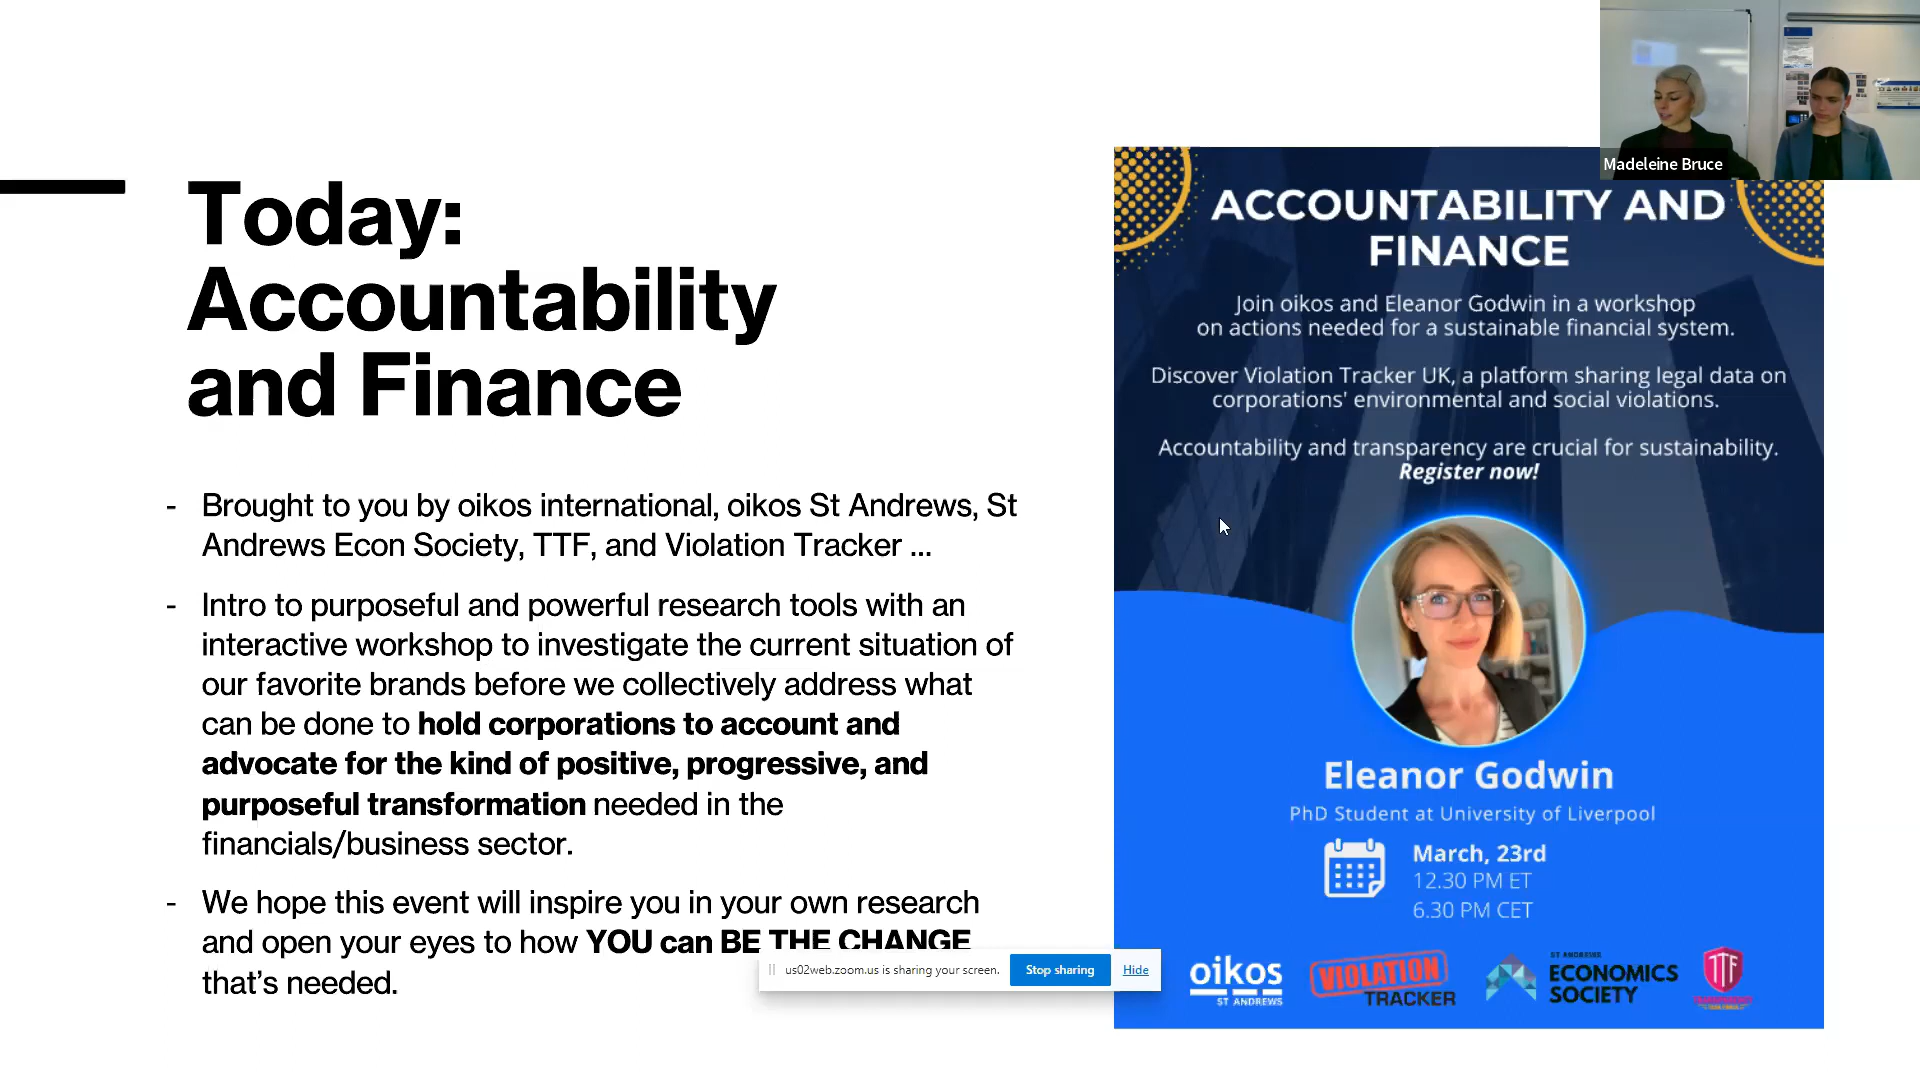 Madeleine Bruce
Today:
Accountability
and Finance
- Brought to you by oikos international, oikos St Andrews, St
Andrews Econ Society, TTF, and Violation Tracker ...
- Intro to purposeful and powerful research tools with an
interactive workshop to investigate the current situation of
our favorite brands before we collectively address what
can be done to hold corporations to account and
advocate for the kind of positive, progressive, and
purposeful transformation needed in the
financials/business sector.
- We hope this event will inspire you in your own research
and open your eyes to how YOU can BE THE CHANGE
that’s needed.
us02web.zoom.us is sharing your screen.
Stop sharing
Hide
ACCOUNTABILITY AND
FINANCE
Join oikos and Eleanor Godwin in a workshop
on actions needed for a sustainable financial system.
Discover Violation Tracker UK, a platform sharing legal data on
corporations' environmental and social violations.
Accountability and transparency are crucial for sustainability.
Register now!
Eleanor Godwin
PhD Student at University of Liverpool
March, 23rd
12.30 PM ET
6.30 PM CET
oikos
ST ANDREWS
VIOLATION
TRACKER
ST ANDREWS
ECONOMICS
SOCIETY
TTF